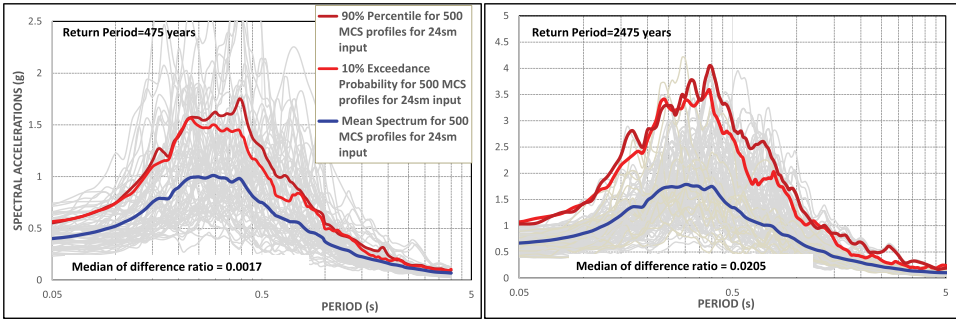 2.5
2
1.5
1
0.5
0
SPECTRAL ACCELERATIONS (g)
Return Period=475 years
90% Percentile for 500
MCS profiles for 24sm
input
10% Exceedance
Probability for 500 MCS
profiles for 24sm input
Mean Spectrum for 500
MCS profiles for 24sm
input
Median of difference ratio = 0.0017
0.05
0.5
5
PERIOD (s)
5
4.5
4
3.5
3
2.5
2
1.5
1
0.5
0
Return Period=2475 years
Median of difference ratio = 0.0205
0.05
0.5
5
PERIOD (s)